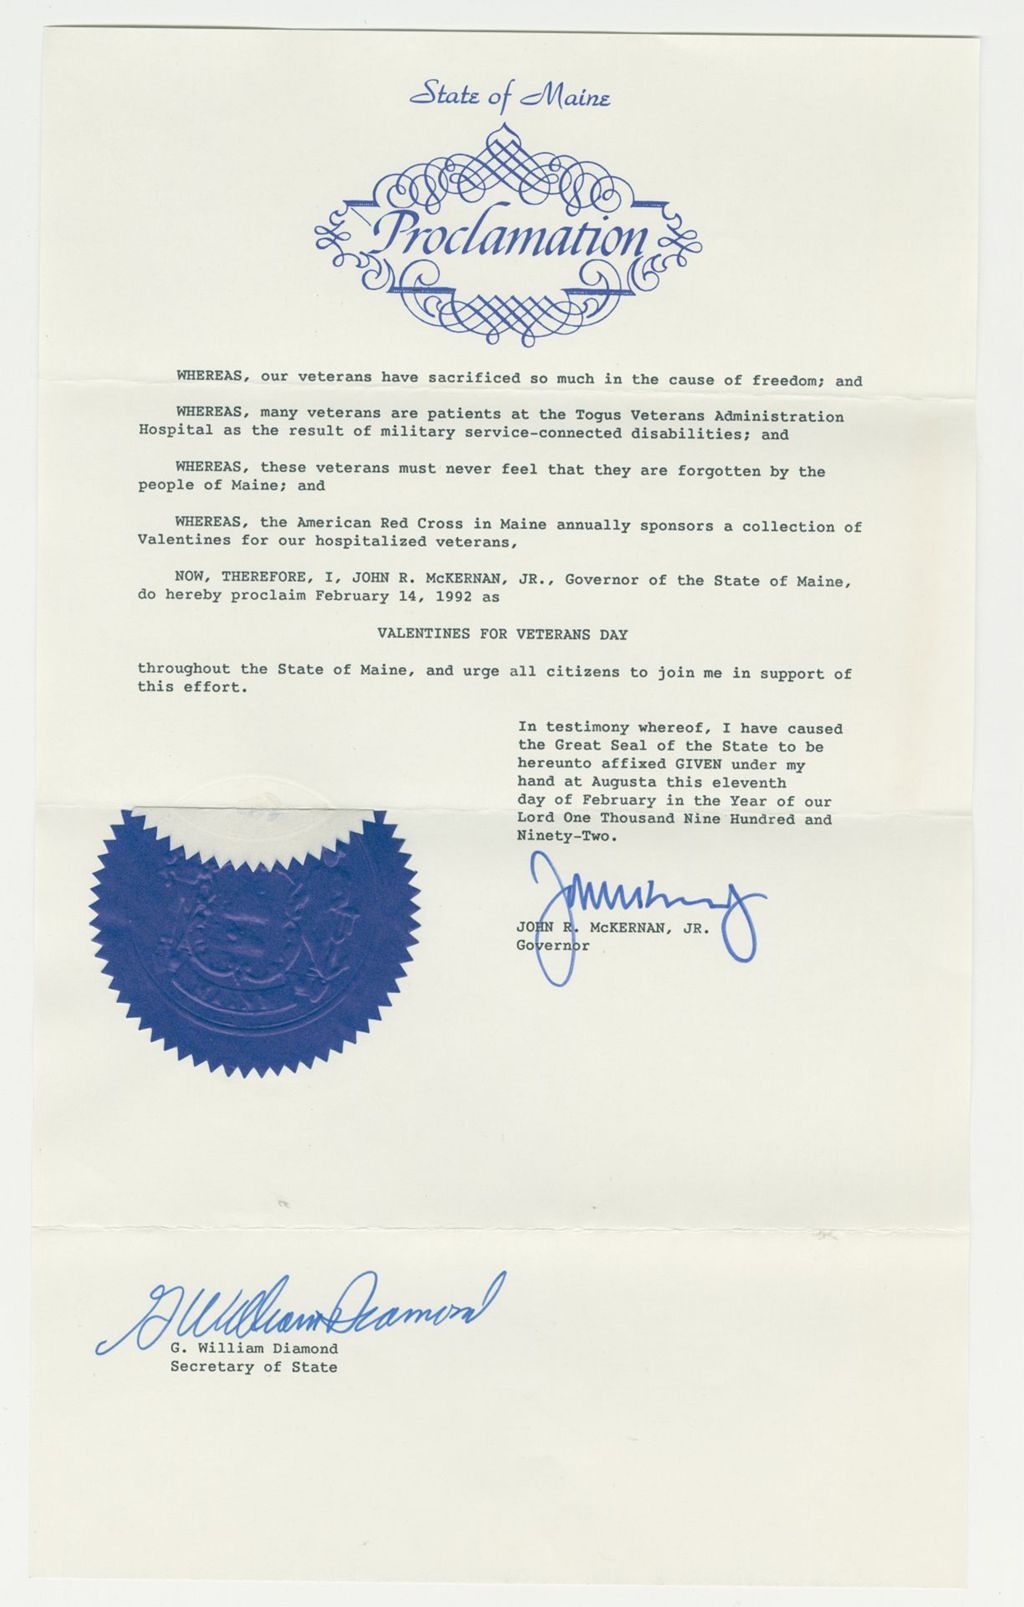 State of Maine
Proclamation
WHEREAS, our veterans have sacrificed so much in the cause of freedom; and
WHEREAS, many veterans are patients at the Togus Veterans Administration
Hospital as the result of military service-connected disabilities; and
WHEREAS, these veterans must never feel that they are forgotten by the
people of Maine; and
WHEREAS, the American Red Cross in Maine annually sponsors a collection of
Valentines for our hospitalized veterans,
NOW, THEREFORE, I, JOHN R. McKERNAN, JR., Governor of the State of Maine,
do hereby proclaim February 14, 1992 as
VALENTINES FOR VETERANS DAY
throughout the State of Maine, and urge all citizens to join me in support of
this effort.
In testimony whereof, I have caused
the Great Seal of the State to be
hereunto affixed GIVEN under my
hand at Augusta this eleventh
day of February in the Year of our
Lord One Thousand Nine Hundred and
Ninety-Two.
JOHN R. McKERNAN, JR.
Governor
MAINE
G William Diamond
G. William Diamond
Secretary of State